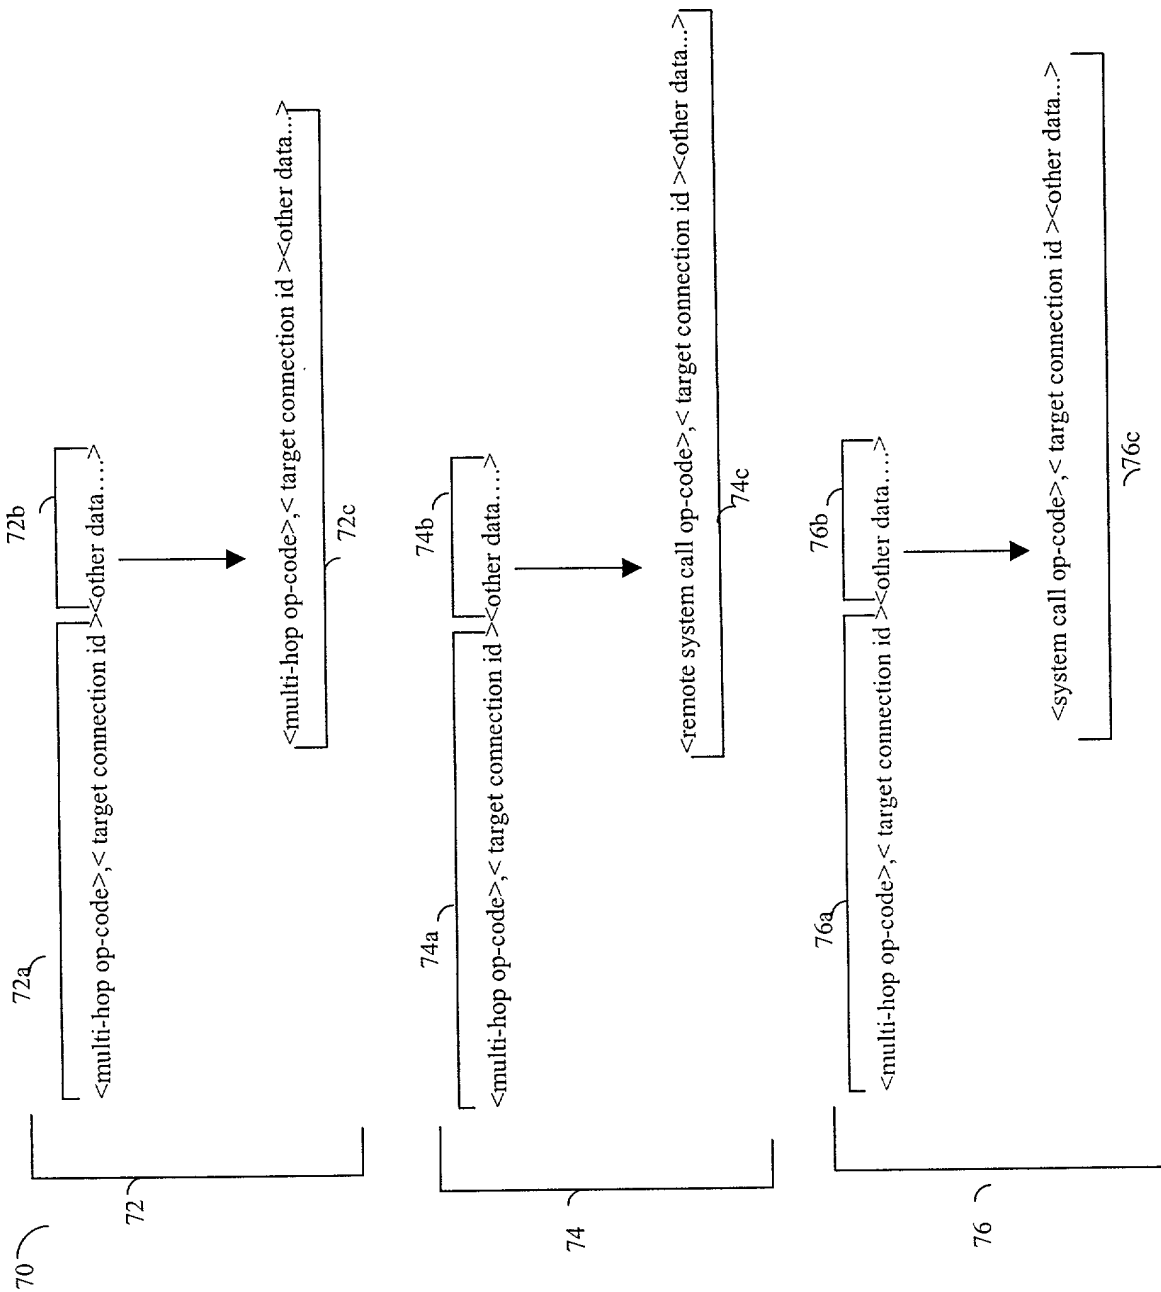 70
72
72a
72b
<multi-hop op-code>,< target connection id ><other data....>
<multi-hop op-code>,< target connection id ><other data...>
72c
74
74a
74b
<multi-hop op-code>,< target connection id ><other data....>
<remote system call op-code>,< target connection id ><other data...>
74c
76
76a
76b
<multi-hop op-code>,< target connection id ><other data....>
<system call op-code>,< target connection id ><other data...>
76c